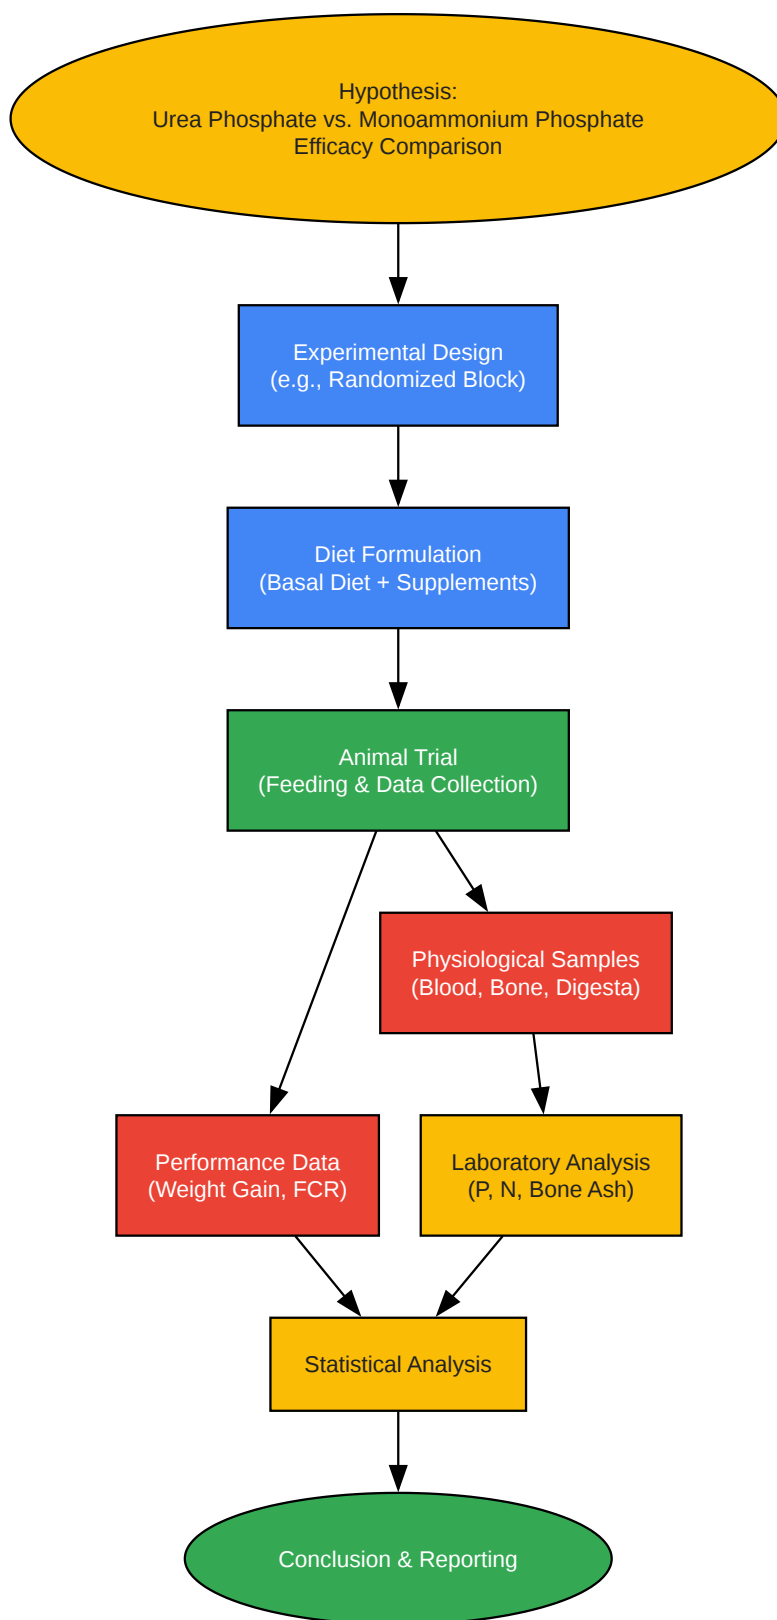 Hypothesis:
Urea Phosphate vs. Monoammonium Phosphate
Efficacy Comparison
Experimental Design
(e.g., Randomized Block)
Diet Formulation
(Basal Diet + Supplements)
Animal Trial
(Feeding & Data Collection)
Physiological Samples
(Blood, Bone, Digesta)
Performance Data
(Weight Gain, FCR)
Laboratory Analysis
(P, N, Bone Ash)
Statistical Analysis
Conclusion & Reporting